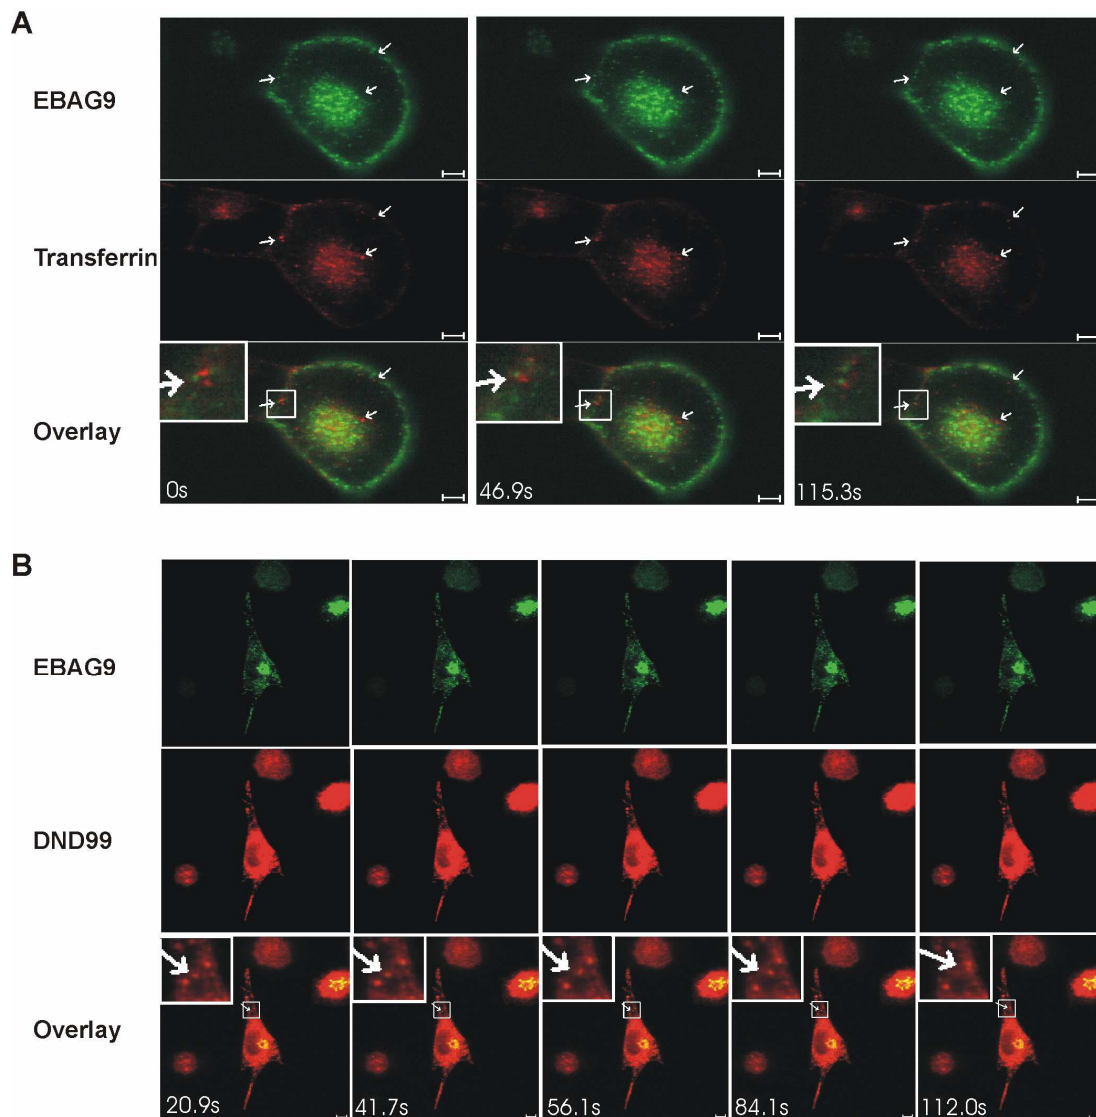 A
EBAG9
Transferrin
Overlay
0s
46.9s
115.3s
B
EBAG9
DND99
Overlay
20.9s
41.7s
56.1s
84.1s
112.0s